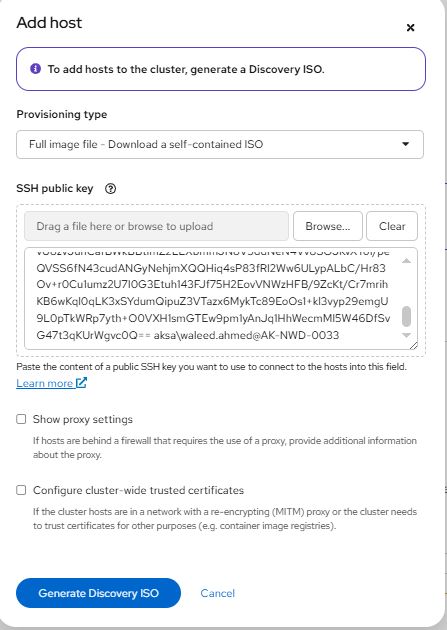 Add host
To add hosts to the cluster, generate a Discovery ISO.
Provisioning type
Full image file - Download a self-contained ISO
SSH public key
Drag a file here or browse to upload
Browse...
Clear
QVSS6fN43cudANGyNehjmXQQHiq4sP83fRI2Ww6ULypALbC/Hr83
Ov+r0Cu1umz2U7I0G3Etuh143FJf75H2EovVNWzHFB/9ZcKt/Cr7mrih
KB6wKqI0qLK3xSYdumQipuZ3VTazx6MykTc89EoOs1+kI3vyp29emgU
9L0pTkWRp7yth+O0VXH1smGTEw9pm1yAnJq1HhWecmMI5W46DfSv
G47t3qKUrWgvc0Q== aksa\waleed.ahmed@AK-NWD-0033
Paste the content of a public SSH key you want to use to connect to the hosts into this field.
Learn more
Show proxy settings
If hosts are behind a firewall that requires the use of a proxy, provide additional information
about the proxy.
Configure cluster-wide trusted certificates
If the cluster hosts are in a network with a re-encrypting (MITM) proxy or the cluster needs
to trust certificates for other purposes (e.g. container image registries).
Generate Discovery ISO
Cancel